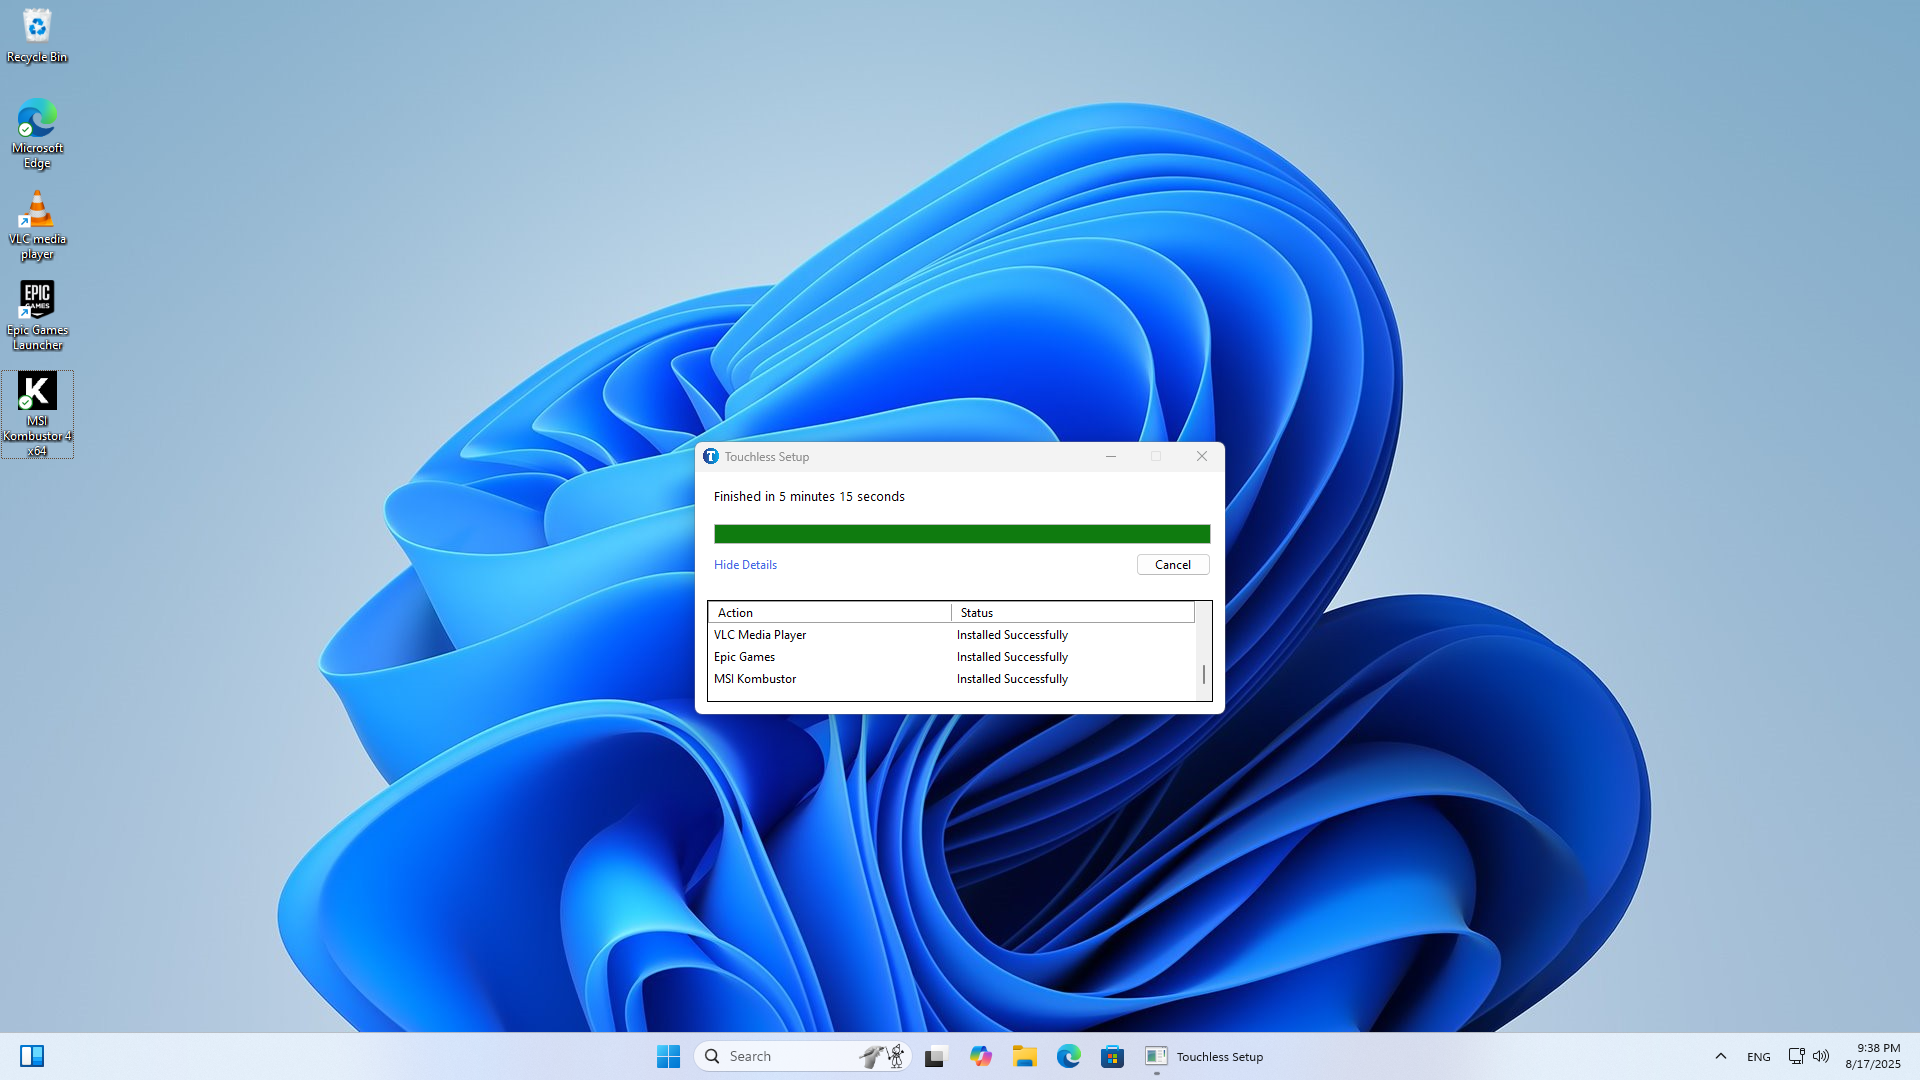 Recycle Bin
Microsoft
Edge
VLC media
player
EPIC
GAMES
Epic Games
Launcher
K
MSI
Kombustor 4
x64
T
Touchless Setup
Finished in 5 minutes 15 seconds
Hide Details
Cancel
Action Status
VLC Media Player Installed Successfully
Epic Games Installed Successfully
MSI Kombustor Installed Successfully
Search
Touchless Setup
ENG
9:38 PM
8/17/2025